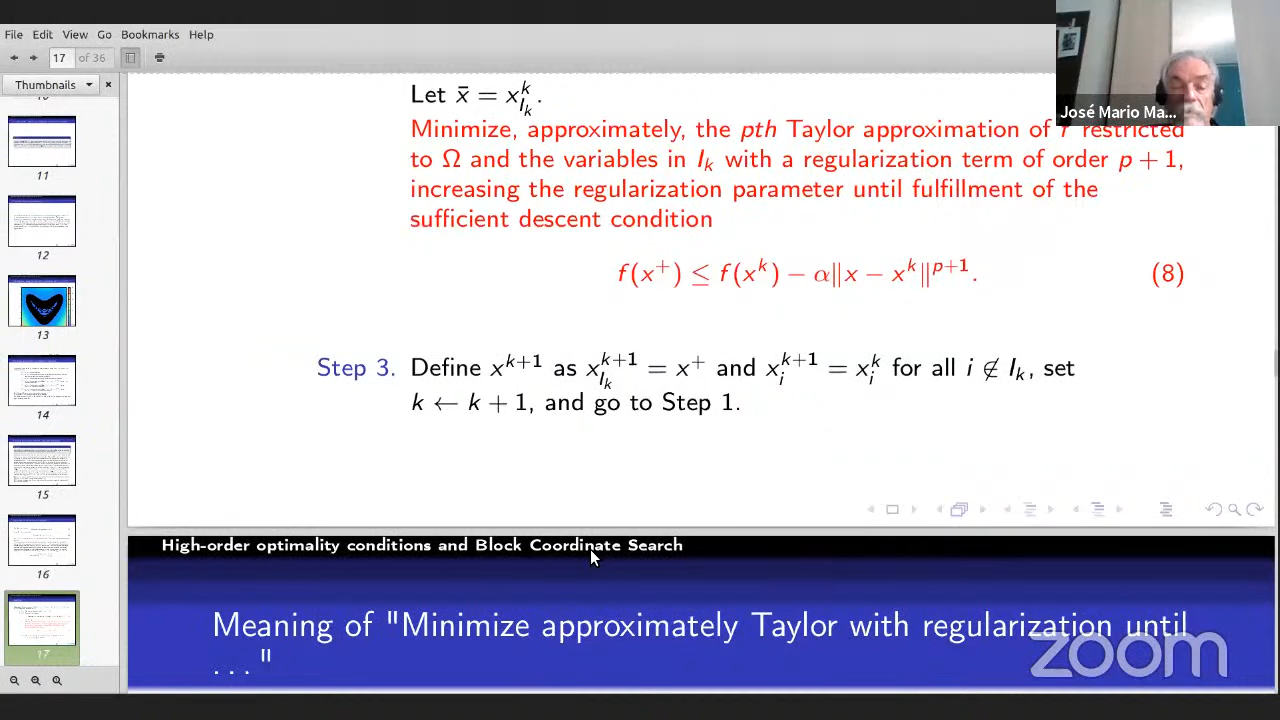 File Edit View Go Bookmarks Help
17 of 36
Thumbnails
11
12
13
14
15
16
17
Let x̄ = x^k_{I_k}.
Minimize, approximately, the pth Taylor approximation of f restricted
to Ω and the variables in I_k with a regularization term of order p + 1,
increasing the regularization parameter until fulfillment of the
sufficient descent condition
f(x^+) ≤ f(x^k) − α‖x − x^k‖^{p+1}. (8)
Step 3. Define x^{k+1} as x^{k+1}_{I_k} = x^+ and x^{k+1}_i = x^k_i for all i ∉ I_k, set
k ← k + 1, and go to Step 1.
High-order optimality conditions and Block Coordinate Search
Meaning of "Minimize approximately Taylor with regularization until
. . . "
José Mario Ma...
zoom